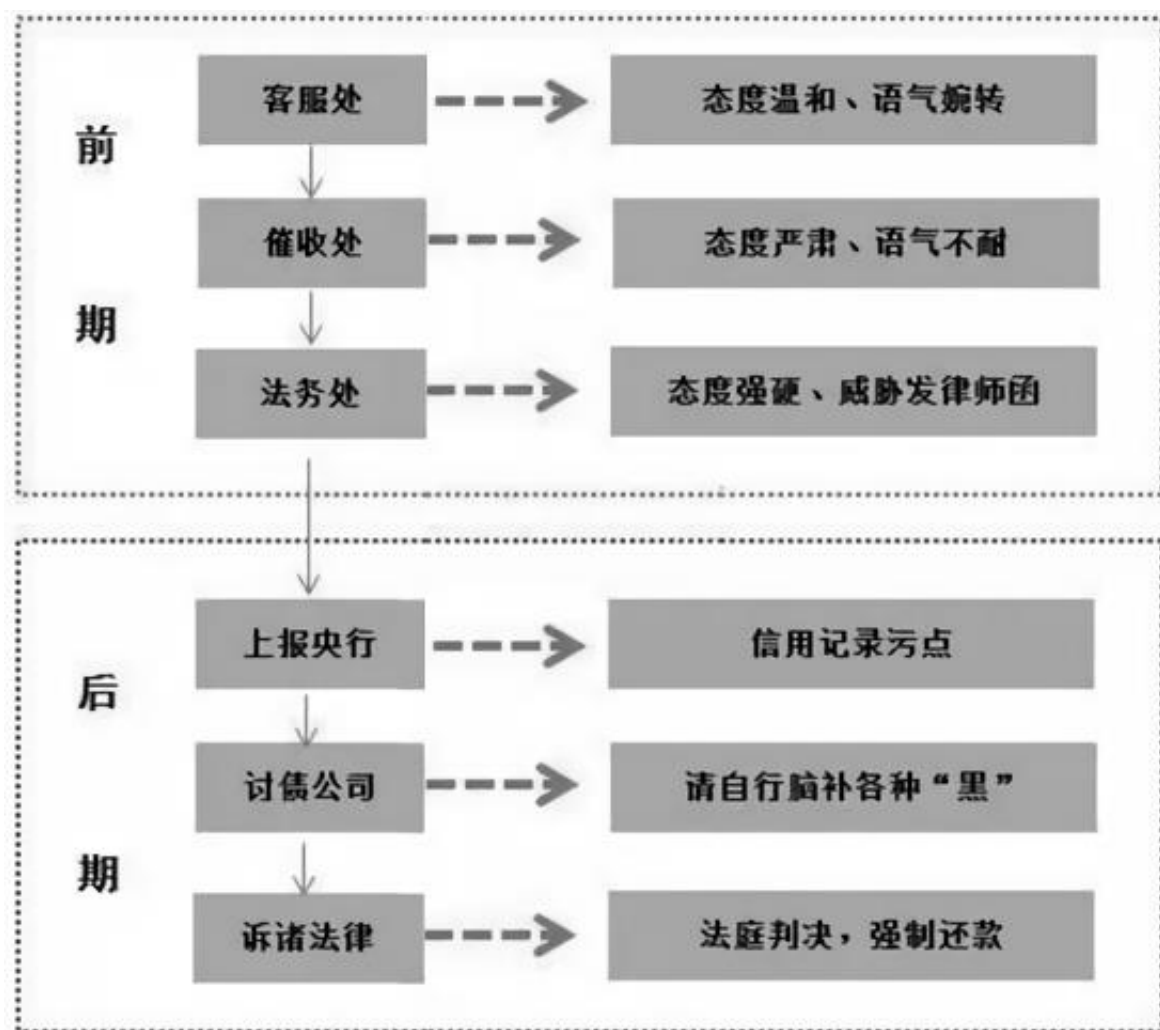 前
期
客服处
态度温和、语气婉转
催收处
态度严肃、语气不耐
法务处
态度强硬、威胁发律师函
后
期
上报央行
信用记录污点
讨债公司
请自行脑补各种“黑”
诉诸法律
法庭判决，强制还款